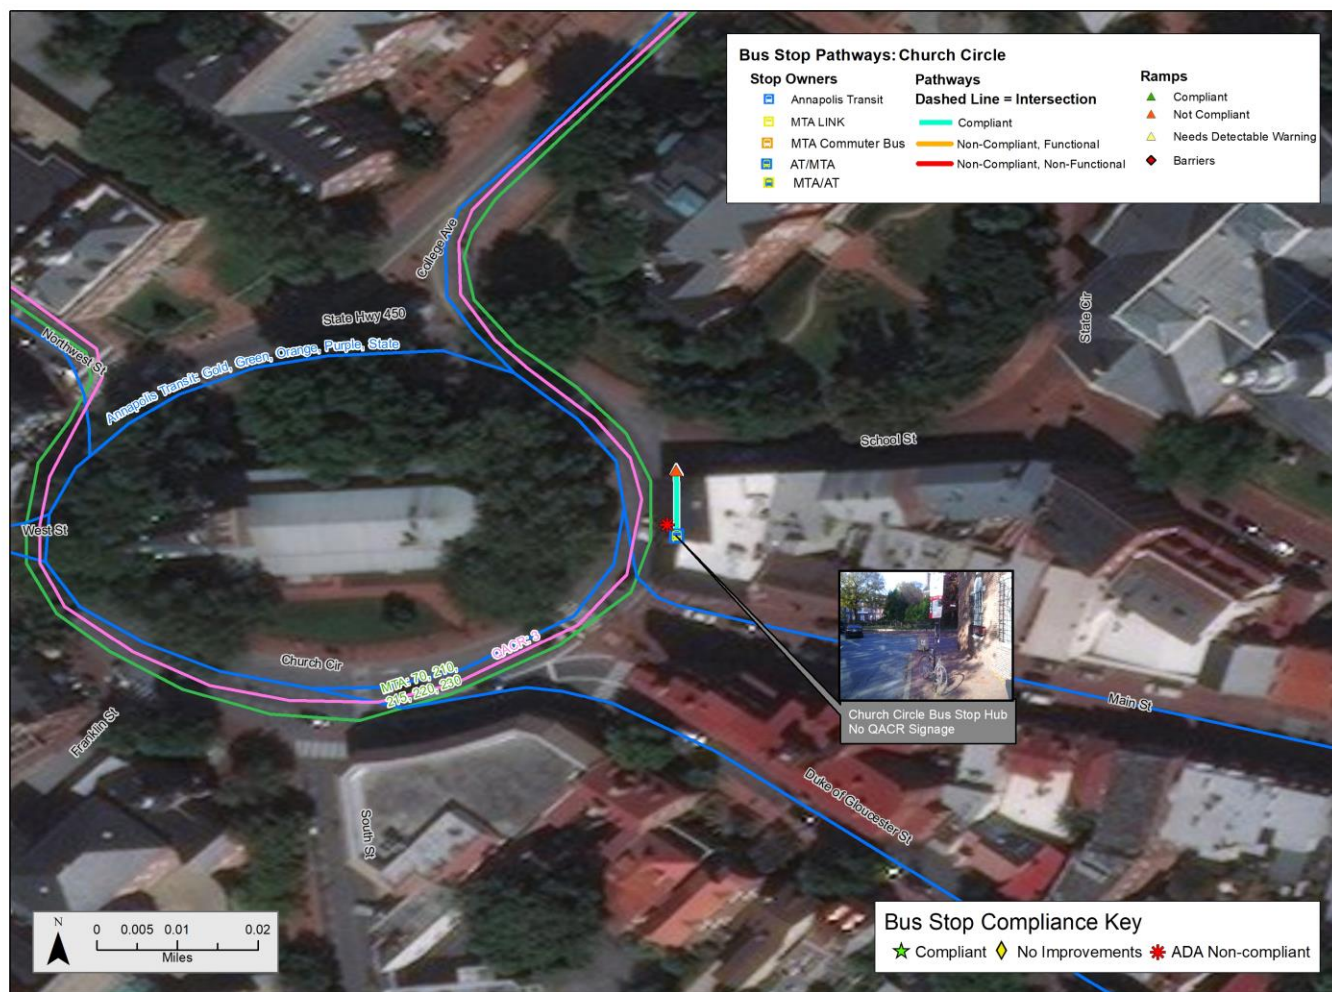 Bus Stop Pathways: Church Circle
Stop Owners
Annapolis Transit
MTA LINK
MTA Commuter Bus
AT/MTA
MTA/AT
Pathways
Dashed Line = Intersection
Compliant
Non-Compliant, Functional
Non-Compliant, Non-Functional
Ramps
Compliant
Not Compliant
Needs Detectable Warning
Barriers
College Ave
State Hwy 450
Annapolis Transit: Gold, Green, Orange, Purple, State
Northwest St
State Cir
School St
West St
Church Cir
QACR: 3
MTA: 70, 210,
215, 220, 230
Church Circle Bus Stop Hub
No QACR Signage
Main St
Franklin St
Duke of Gloucester St
South St
N
0 0.005 0.01 0.02
Miles
Bus Stop Compliance Key
Compliant No Improvements ADA Non-compliant